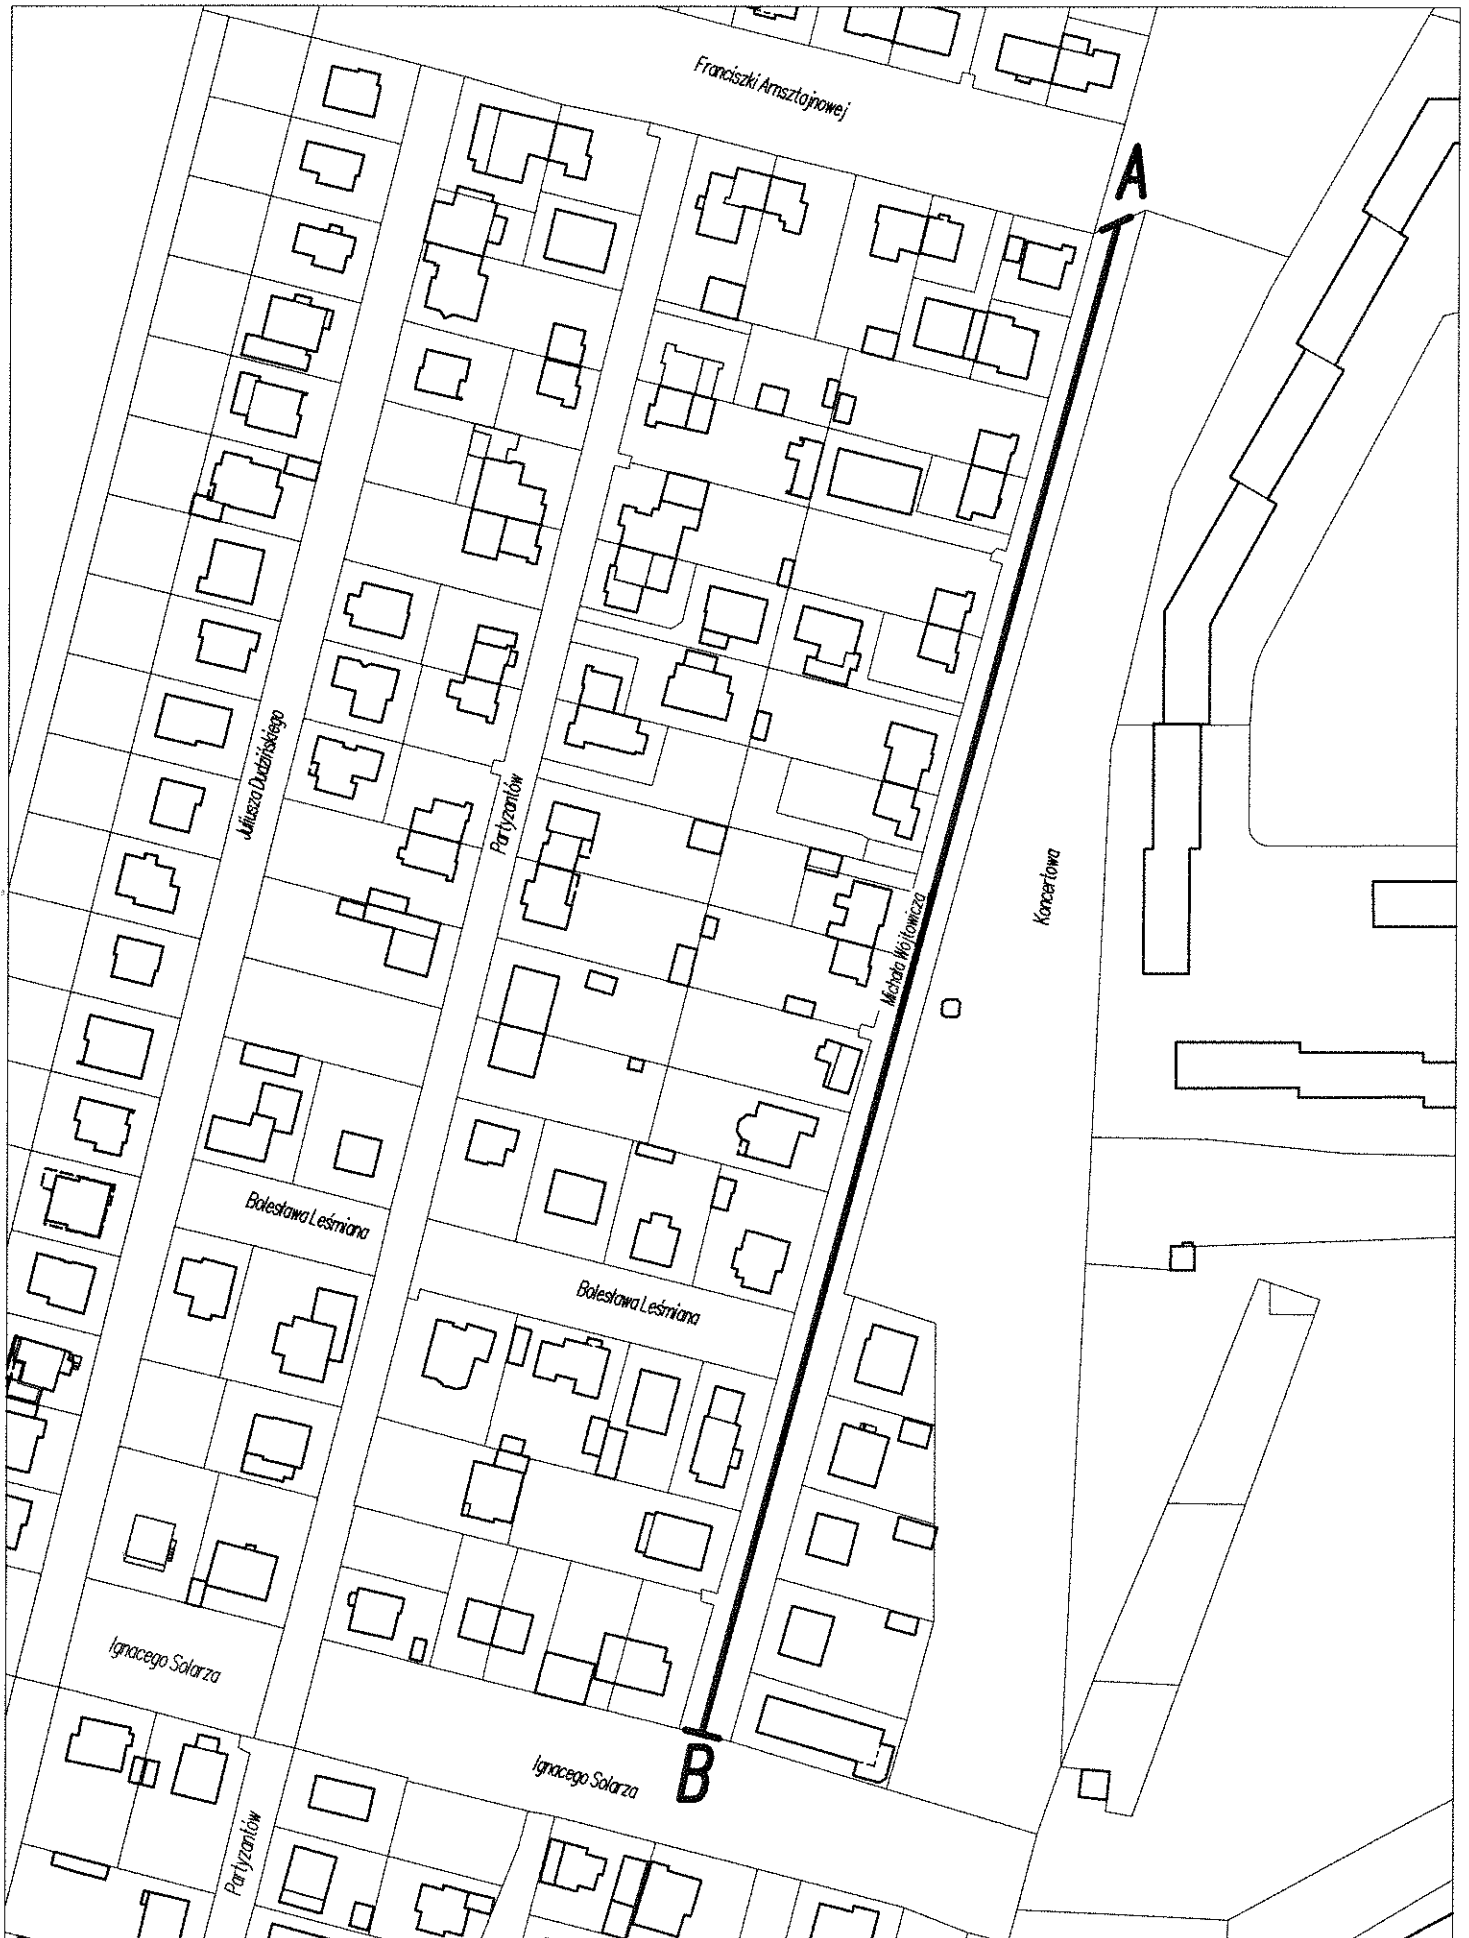 Franciszki Arnsztajnowej
A
Juliusza Dudzińskiego
Partyzantów
Koncertowa
Michała Wójtowicza
Bolesława Leśmiana
Bolesława Leśmiana
Ignacego Solarza
Ignacego Solarza
B
Partyzantów